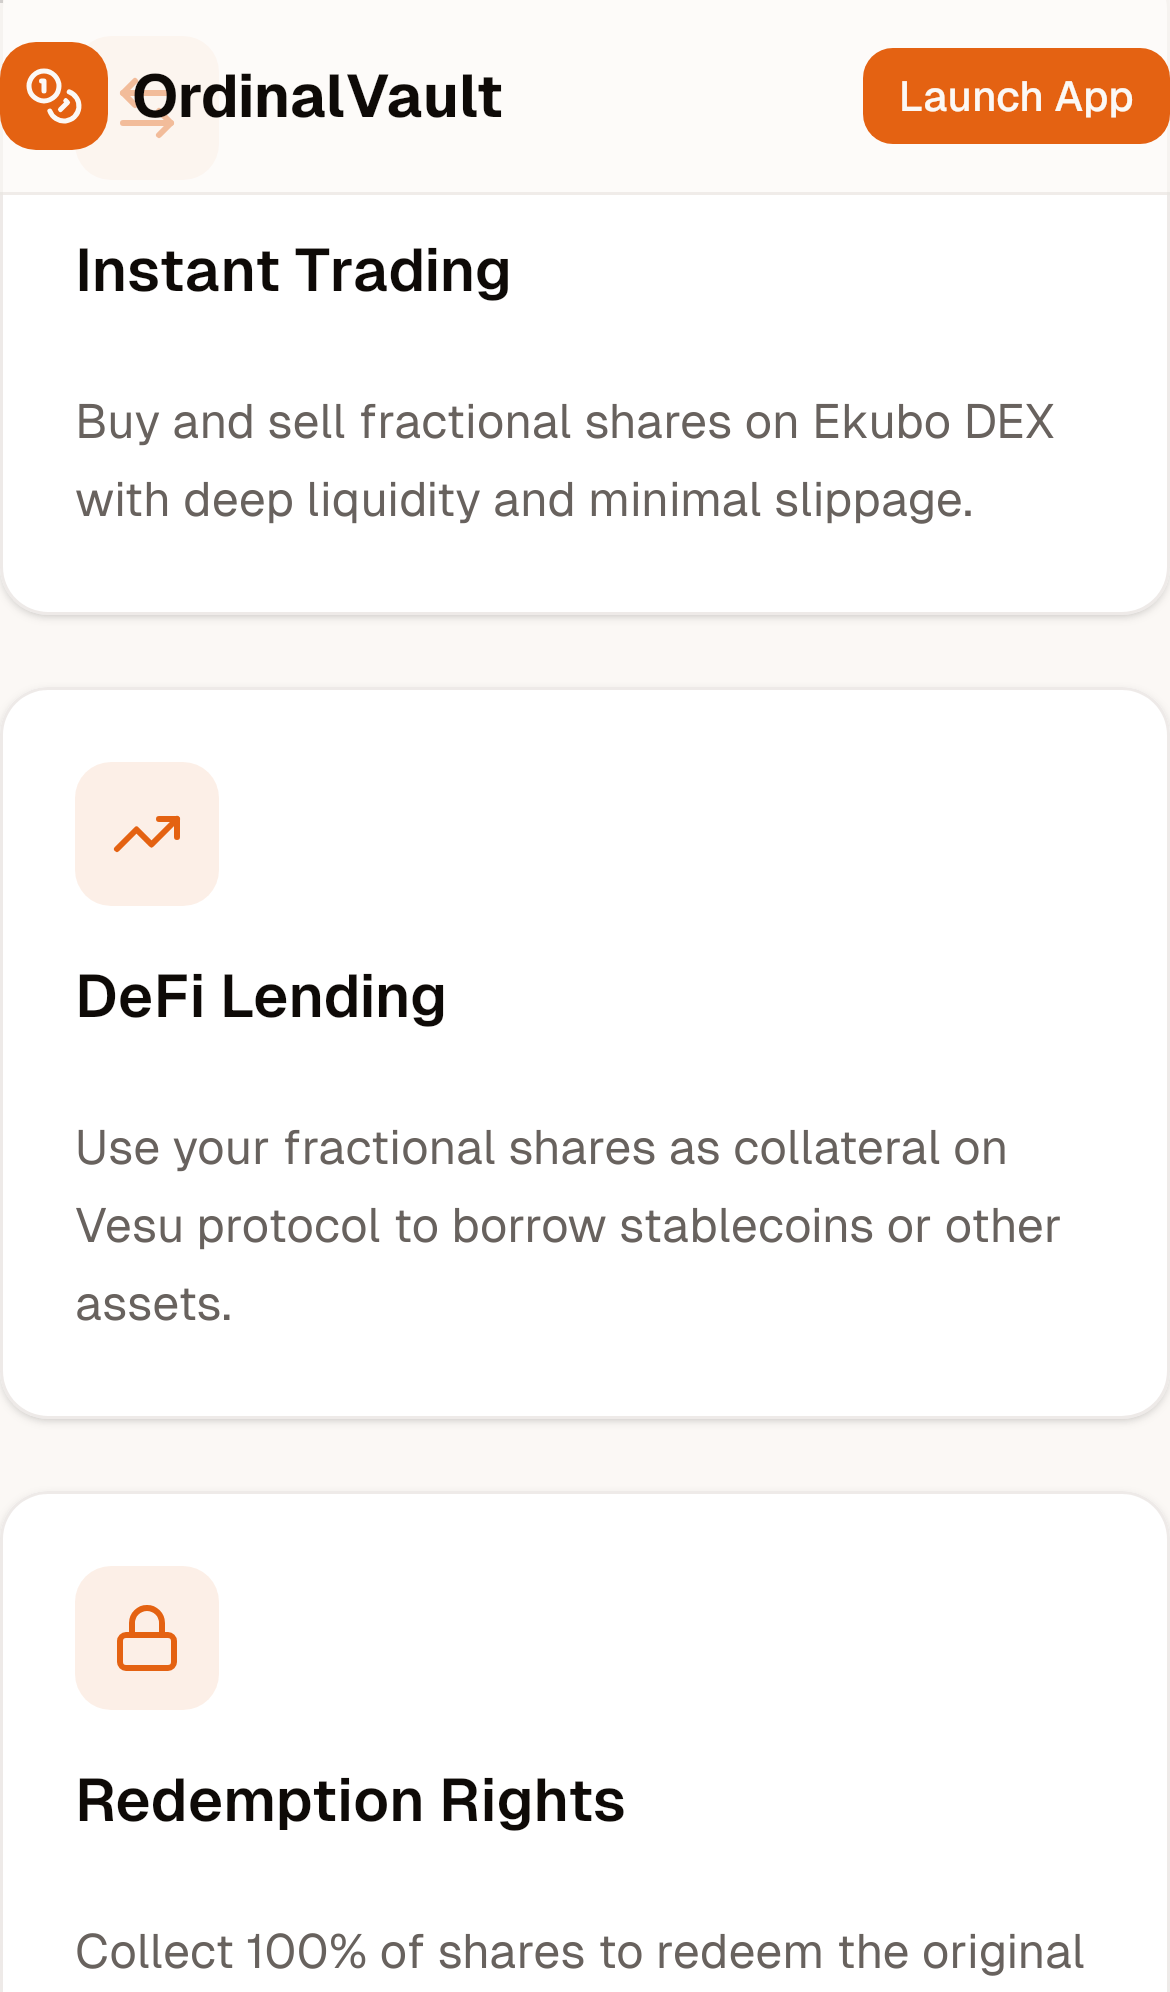 OrdinalVault
Launch App
Instant Trading
Buy and sell fractional shares on Ekubo DEX
with deep liquidity and minimal slippage.
DeFi Lending
Use your fractional shares as collateral on
Vesu protocol to borrow stablecoins or other
assets.
Redemption Rights
Collect 100% of shares to redeem the original